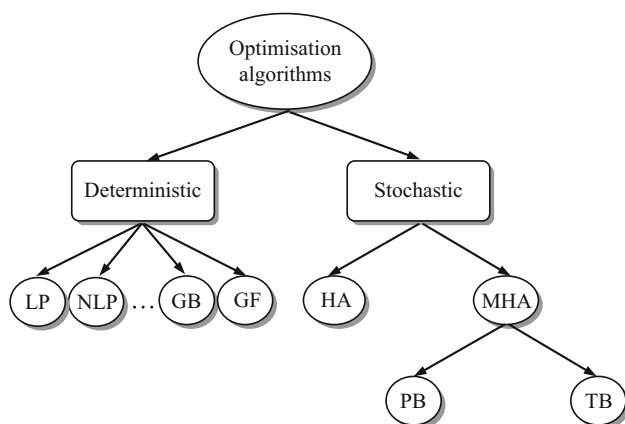 Optimisation
algorithms
Deterministic
Stochastic
LP NLP ... GB GF
HA
MHA
PB
TB